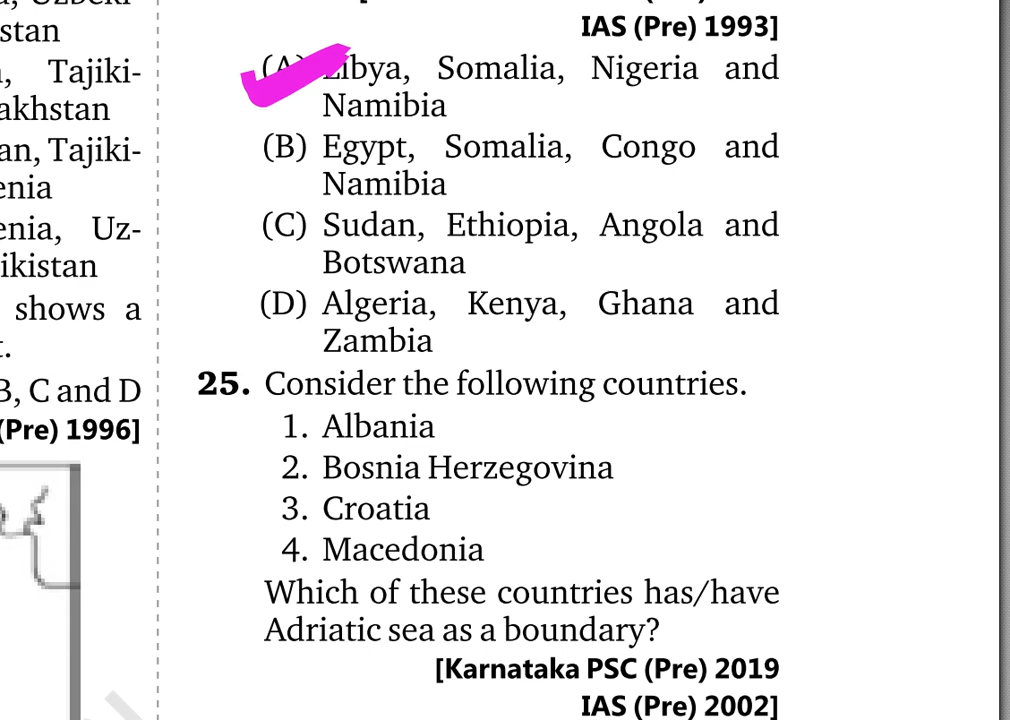 stan
Tajiki-
akhstan
an, Tajiki-
enia
enia, Uz-
ikistan
shows a
t.
B, C and D
(Pre) 1996]
IAS (Pre) 1993]
(A) Libya, Somalia, Nigeria and
Namibia
(B) Egypt, Somalia, Congo and
Namibia
(C) Sudan, Ethiopia, Angola and
Botswana
(D) Algeria, Kenya, Ghana and
Zambia
25. Consider the following countries.
1. Albania
2. Bosnia Herzegovina
3. Croatia
4. Macedonia
Which of these countries has/have
Adriatic sea as a boundary?
[Karnataka PSC (Pre) 2019
IAS (Pre) 2002]